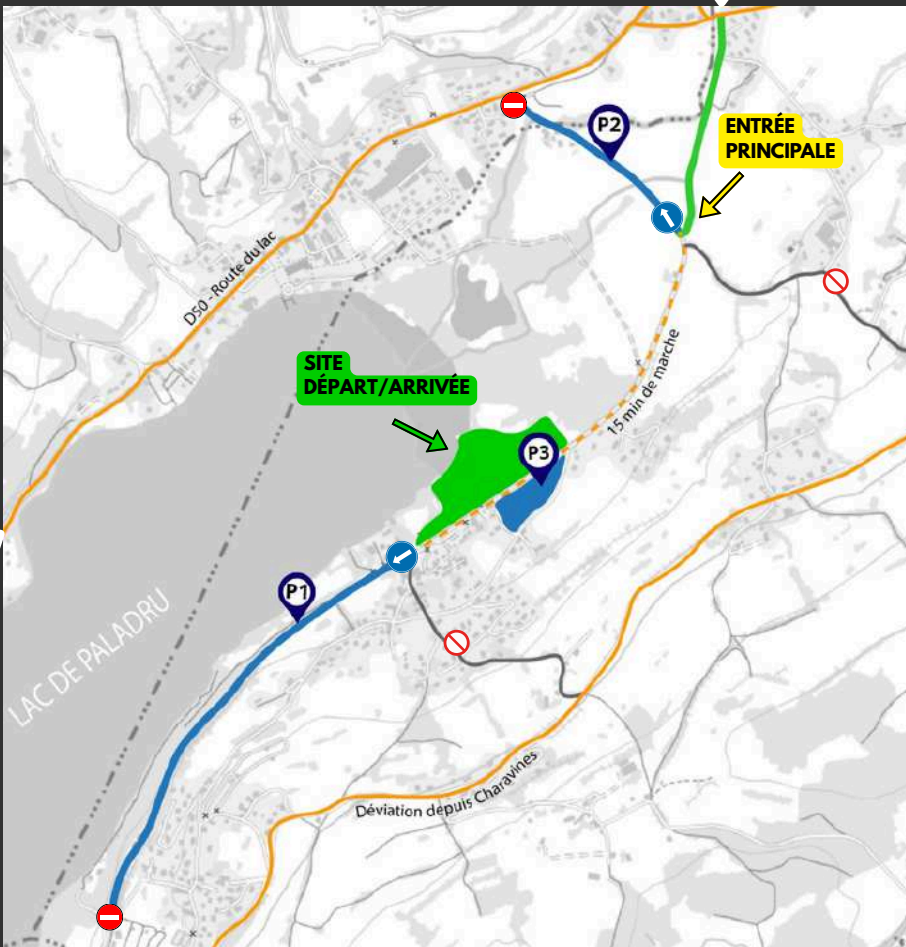 P2
ENTRÉE
PRINCIPALE
D50 - Route du lac
SITE
DÉPART/ARRIVÉE
15 min de marche
P3
P1
LAC DE PALADRU
Déviation depuis Charavines